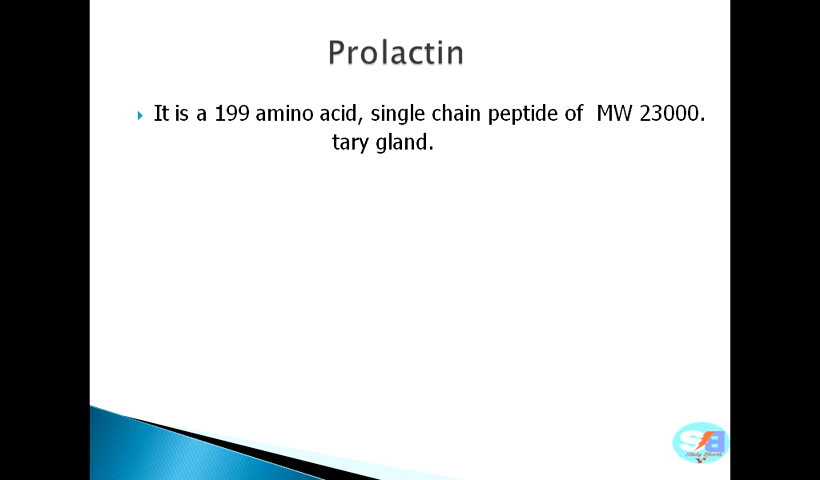 Prolactin
It is a 199 amino acid, single chain peptide of MW 23000.
tary gland.